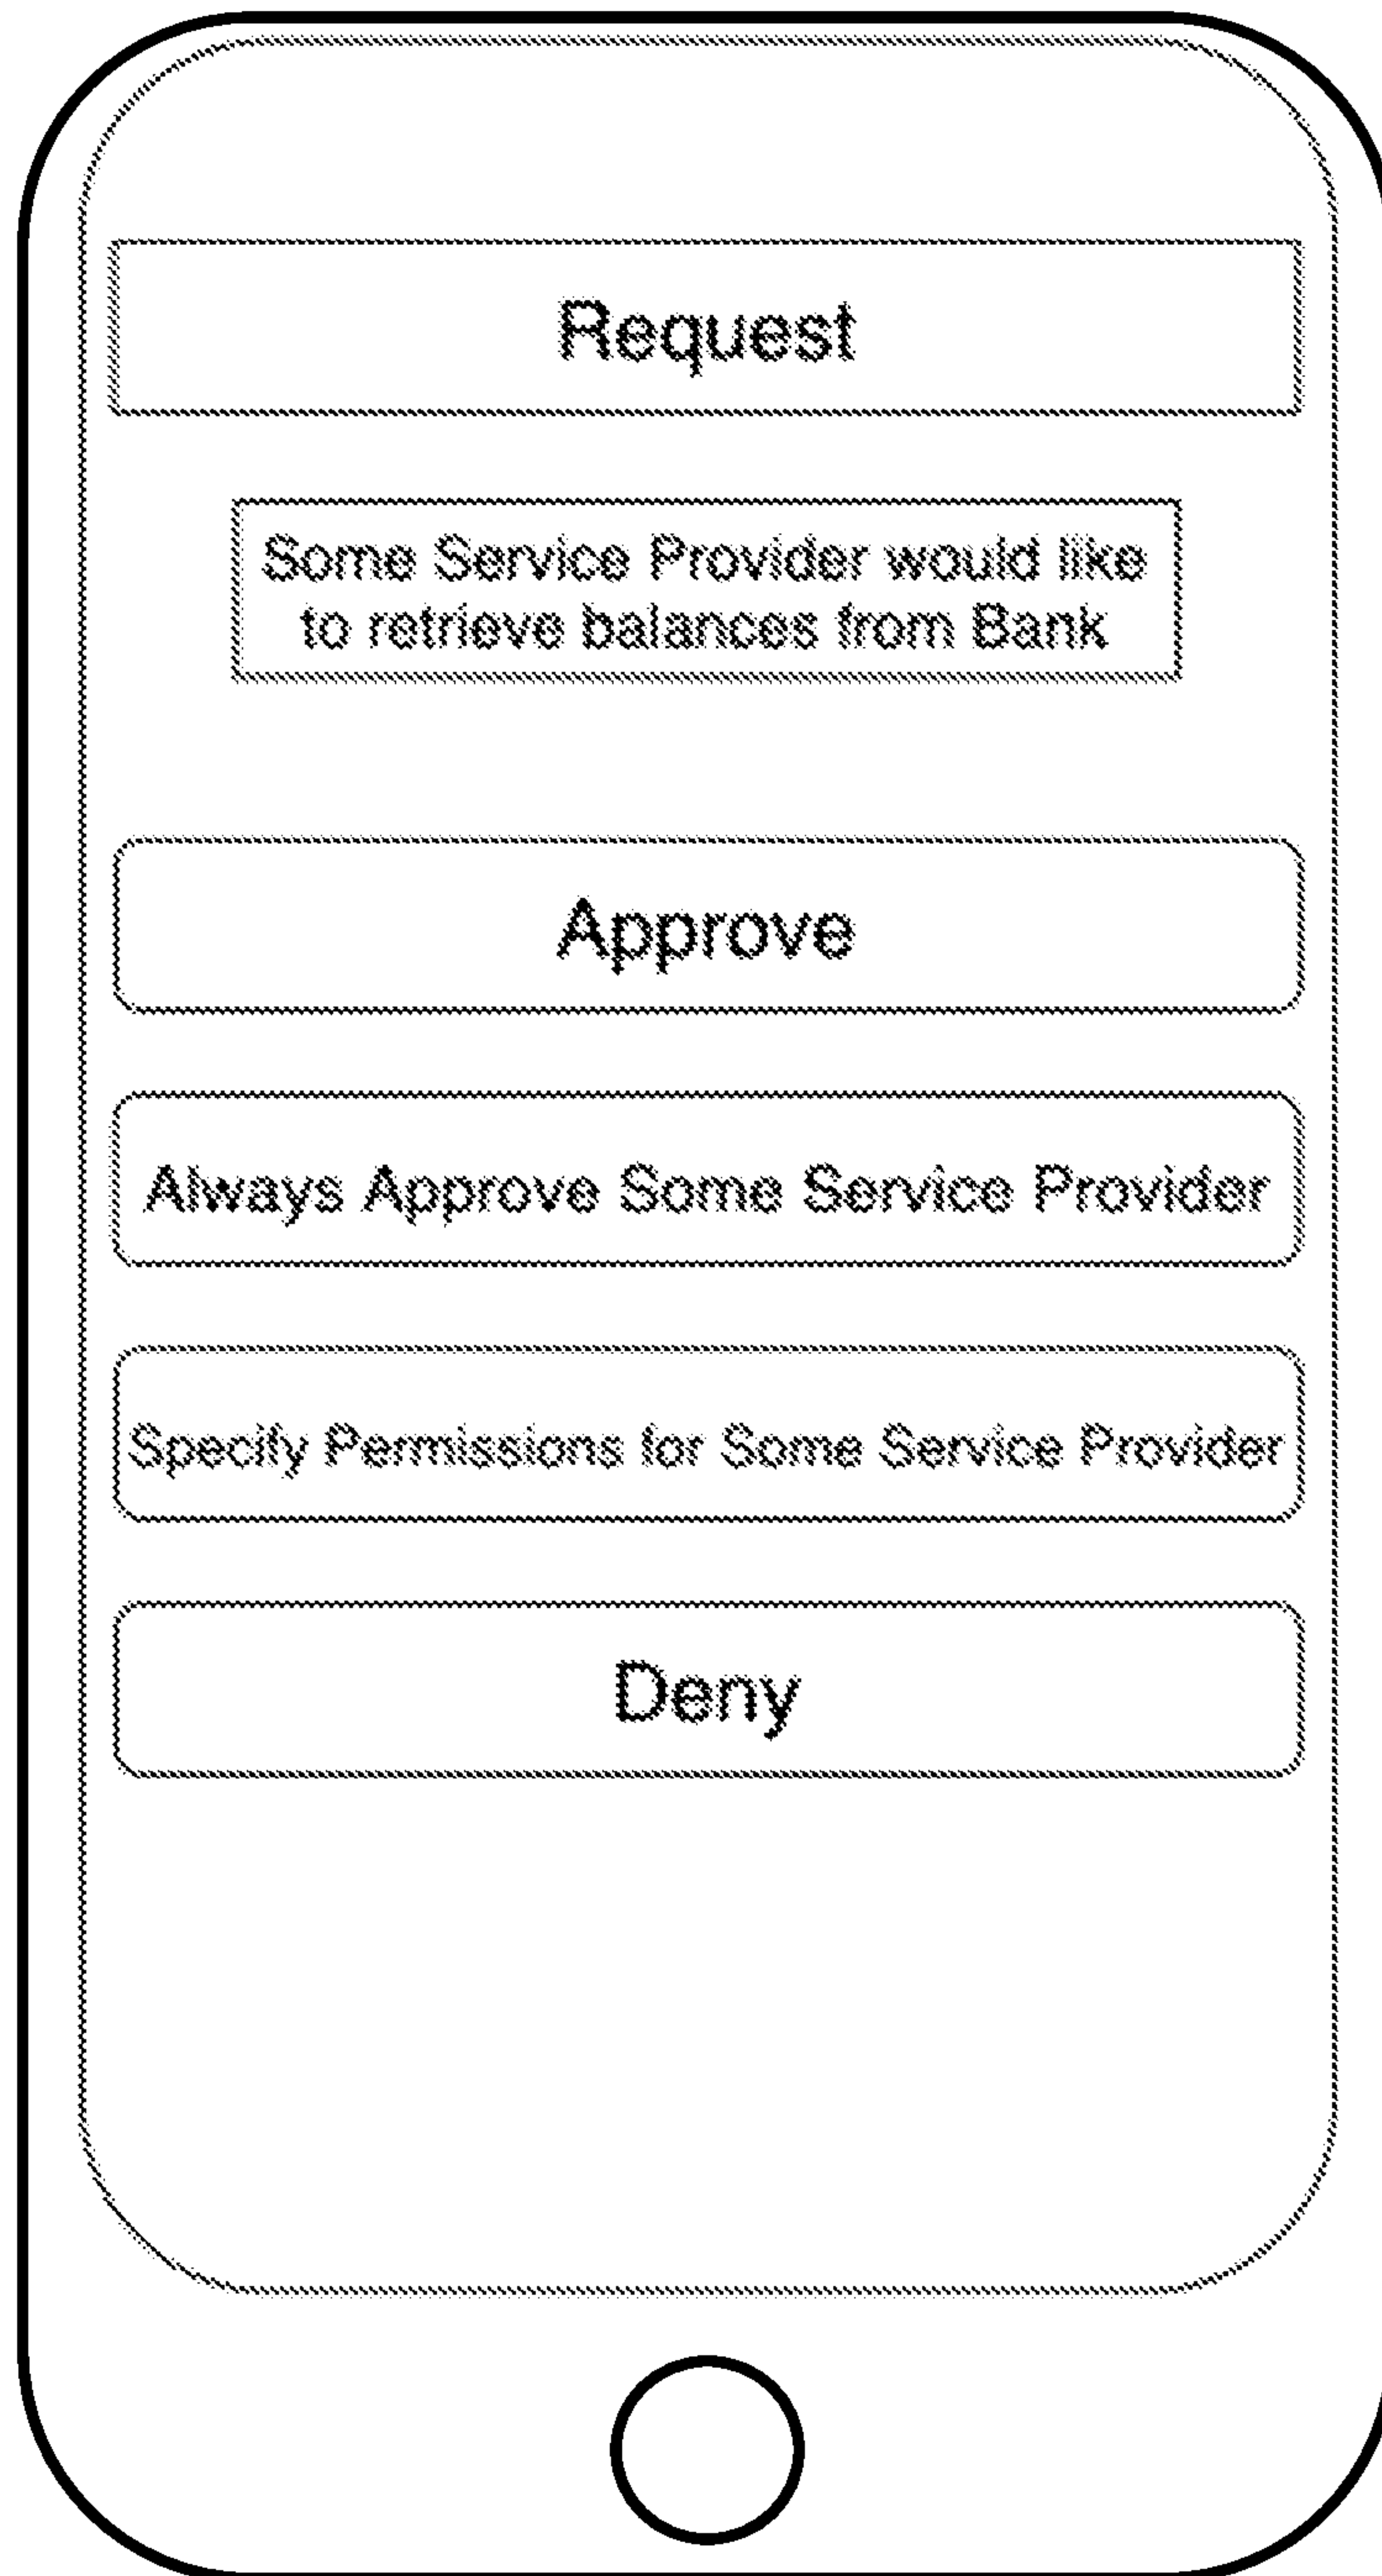 Request
Some Service Provider would like
to retrieve balances from Bank
Approve
Always Approve Some Service Provider
Specify Permissions for Some Service Provider
Deny